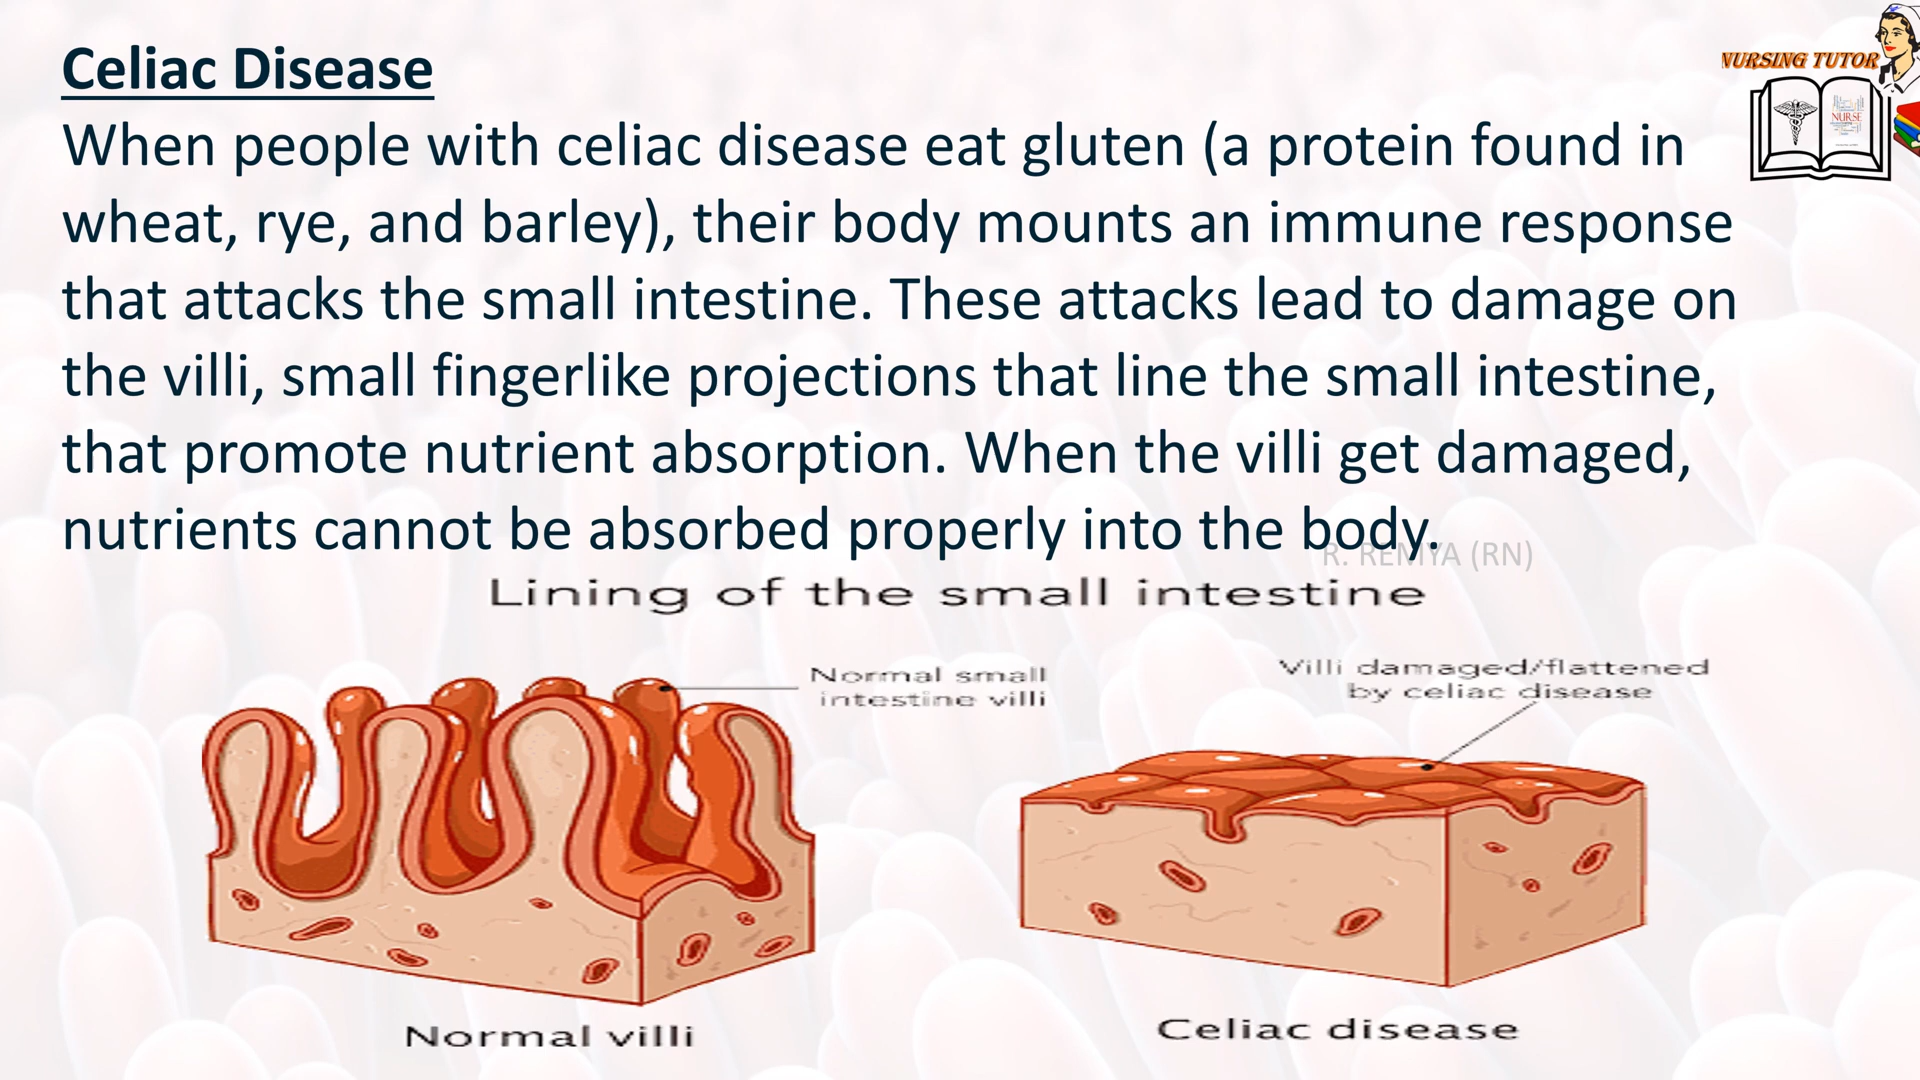 Celiac Disease
NURSING TUTOR
NURSE
When people with celiac disease eat gluten (a protein found in
wheat, rye, and barley), their body mounts an immune response
that attacks the small intestine. These attacks lead to damage on
the villi, small fingerlike projections that line the small intestine,
that promote nutrient absorption. When the villi get damaged,
nutrients cannot be absorbed properly into the body.
R. REMYA (RN)
Lining of the small intestine
Normal small
intestine villi
Villi damaged/flattened
by celiac disease
Normal villi
Celiac disease